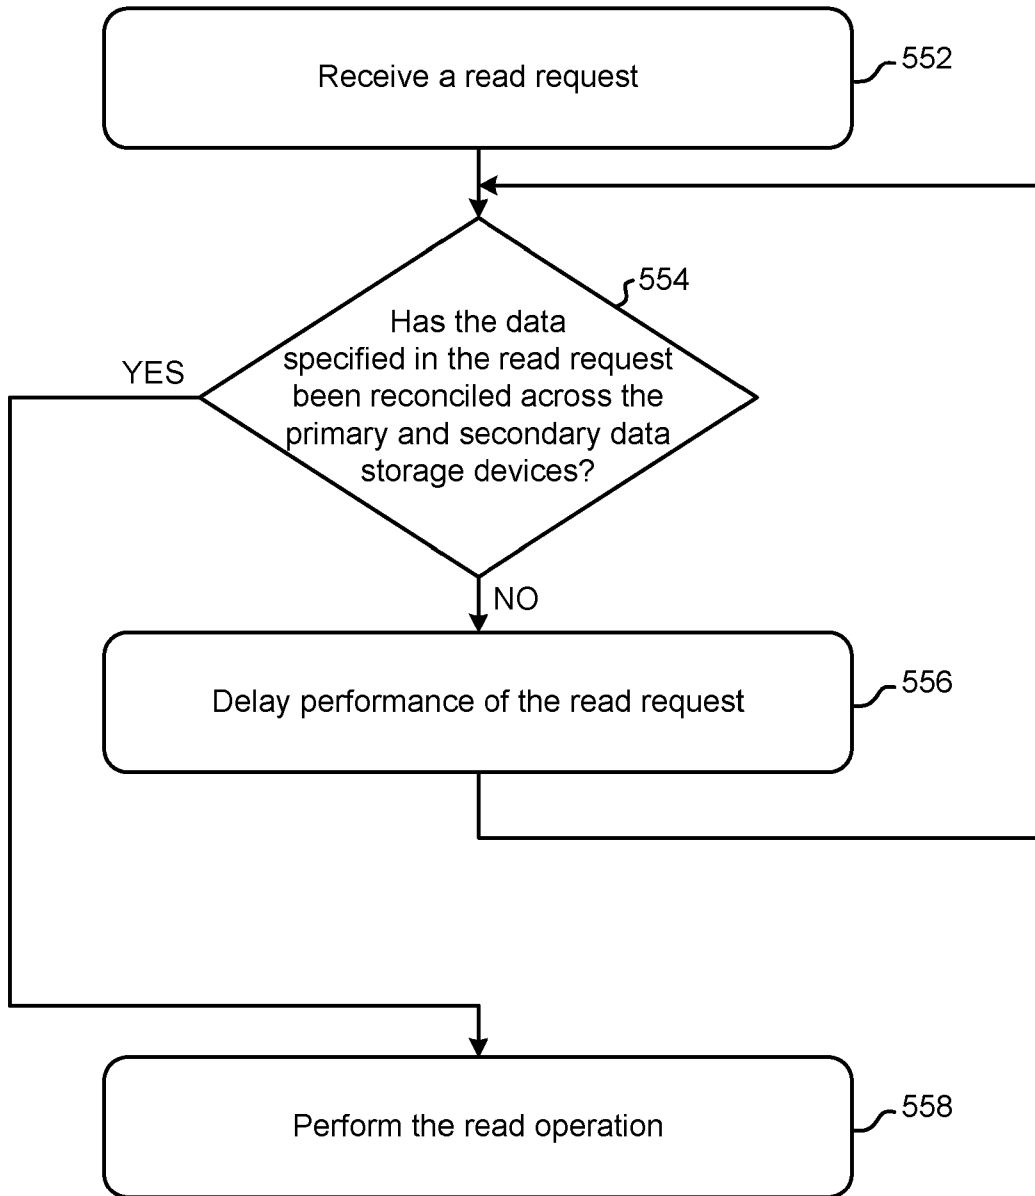 Receive a read request
552
554
Has the data
specified in the read request
been reconciled across the
primary and secondary data
storage devices?
YES
NO
Delay performance of the read request
556
Perform the read operation
558